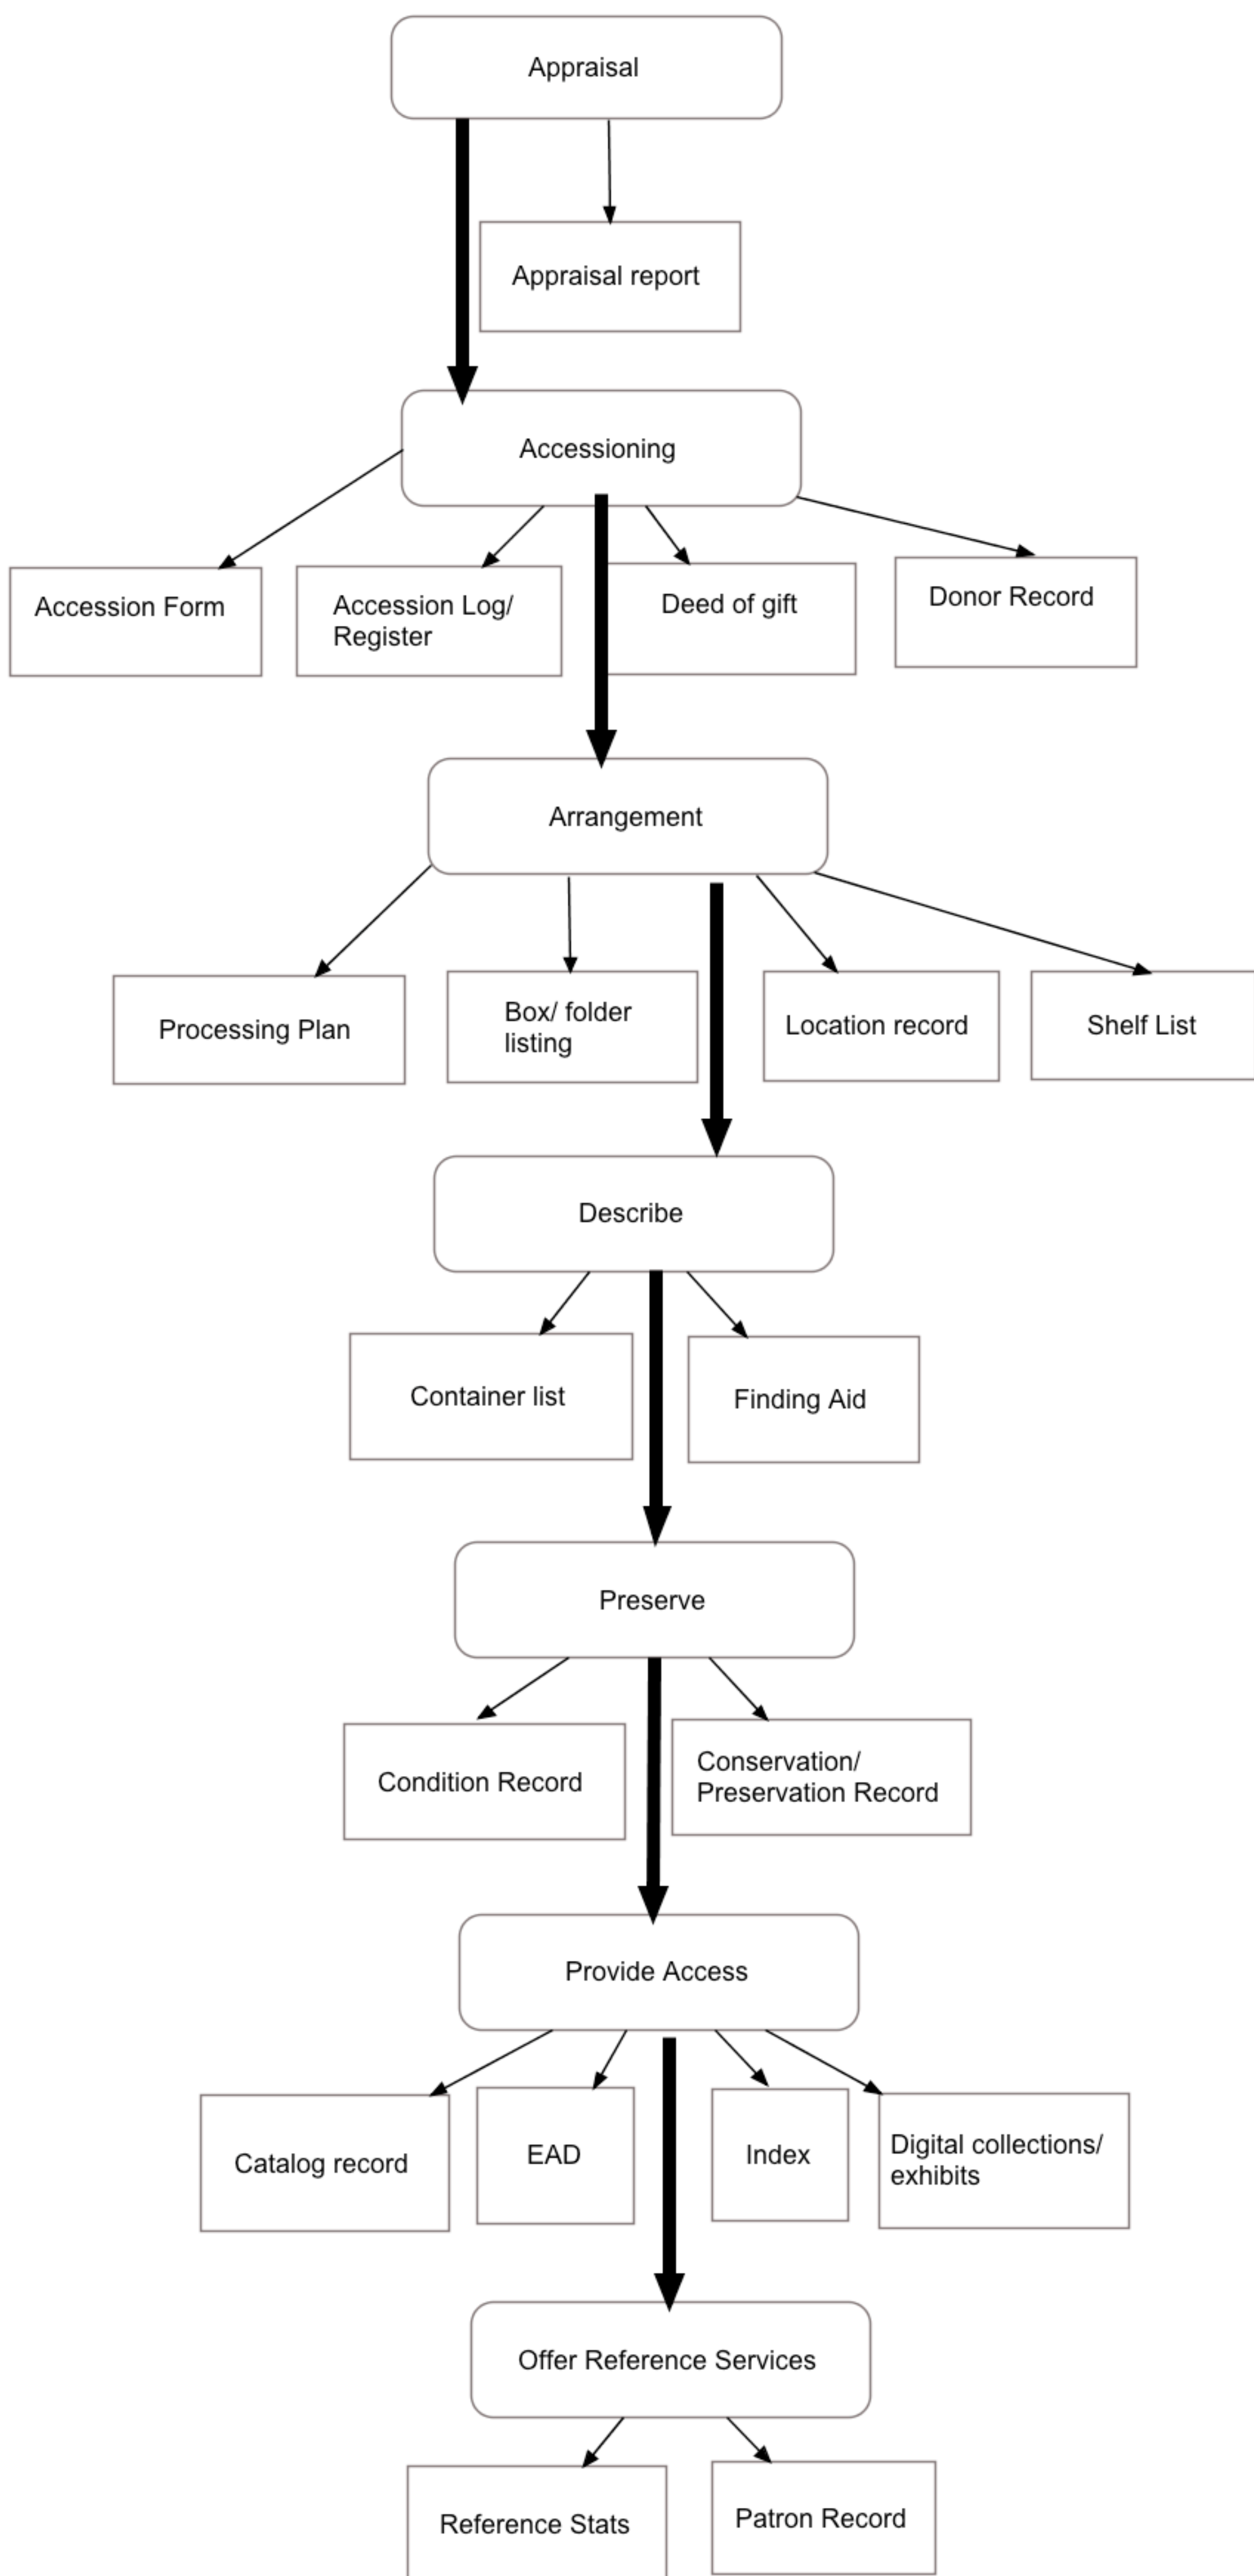 Appraisal
Appraisal report
Accessioning
Accession Form
Accession Log/
Register
Deed of gift
Donor Record
Arrangement
Processing Plan
Box/ folder
listing
Location record
Shelf List
Describe
Container list
Finding Aid
Preserve
Condition Record
Conservation/
Preservation Record
Provide Access
Catalog record
EAD
Index
Digital collections/
exhibits
Offer Reference Services
Reference Stats
Patron Record